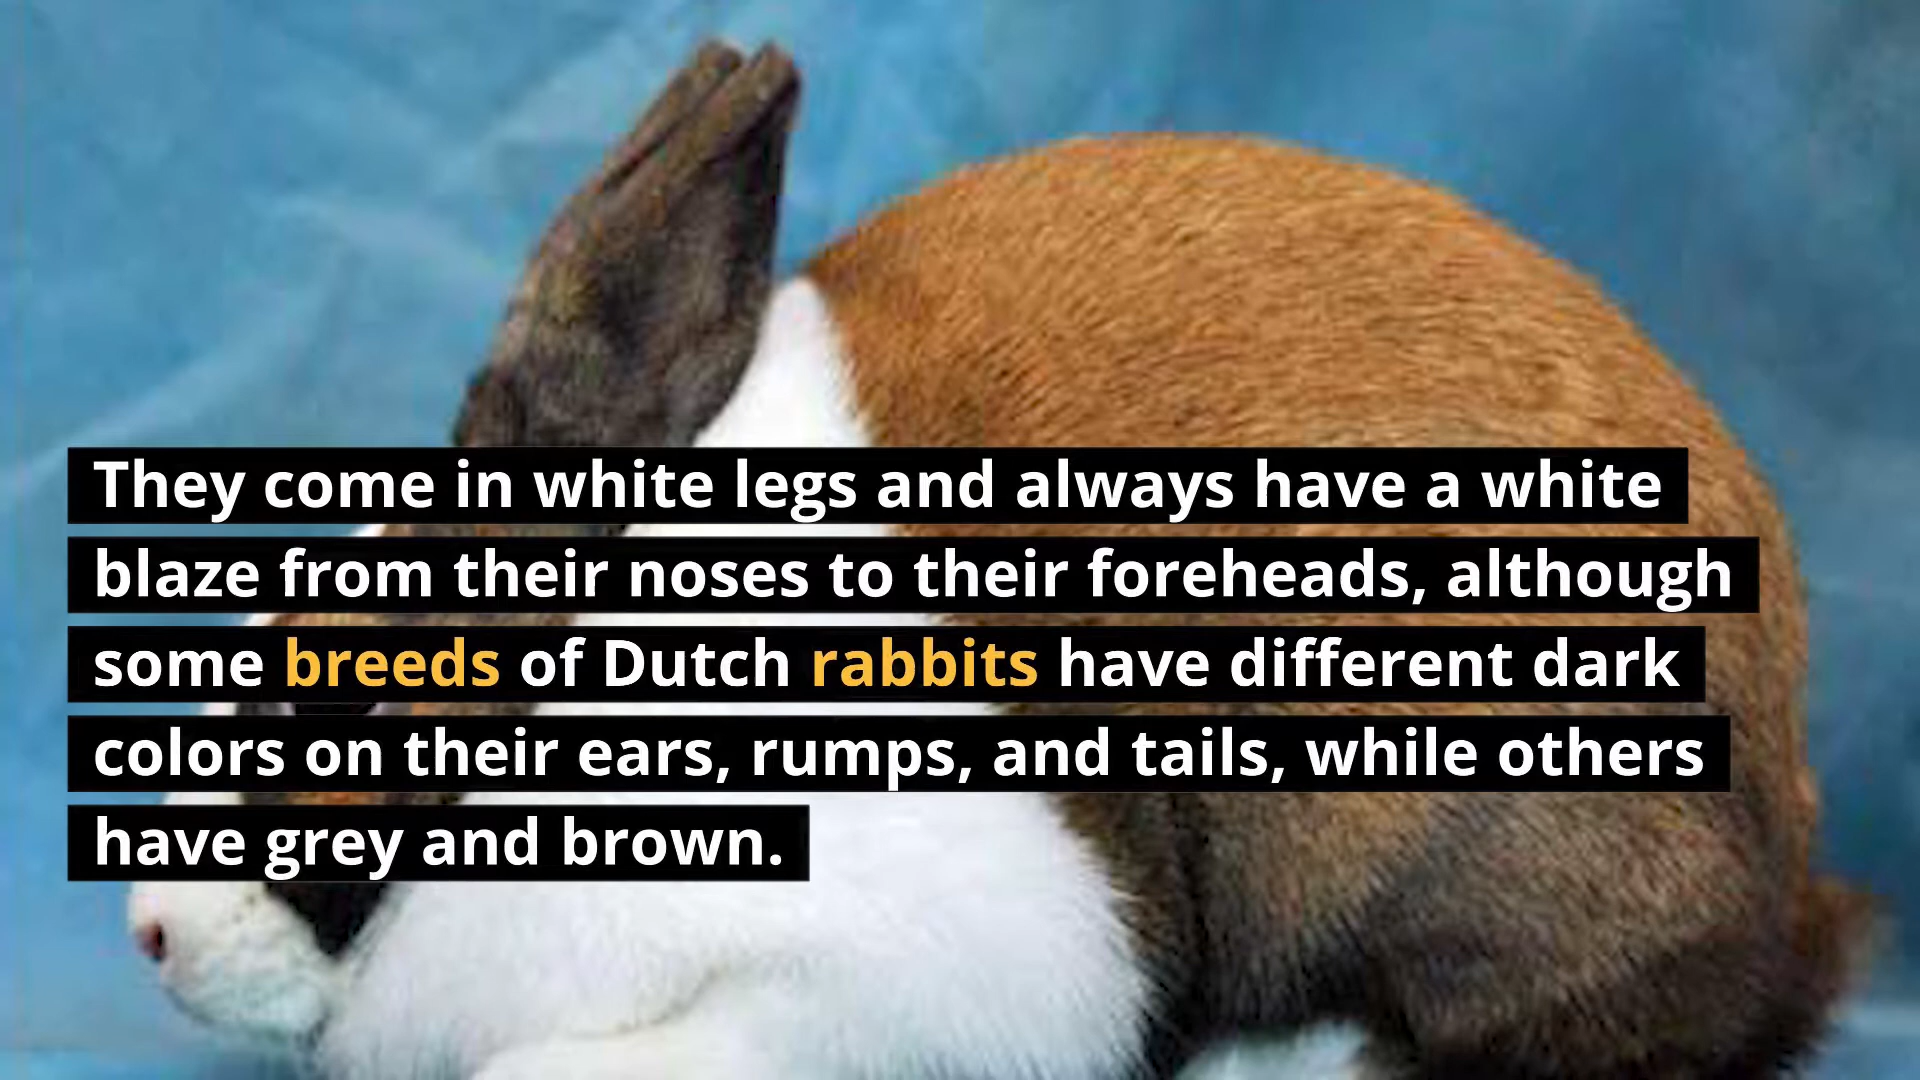 They come in white legs and always have a white
blaze from their noses to their foreheads, although
some breeds of Dutch rabbits have different dark
colors on their ears, rumps, and tails, while others
have grey and brown.